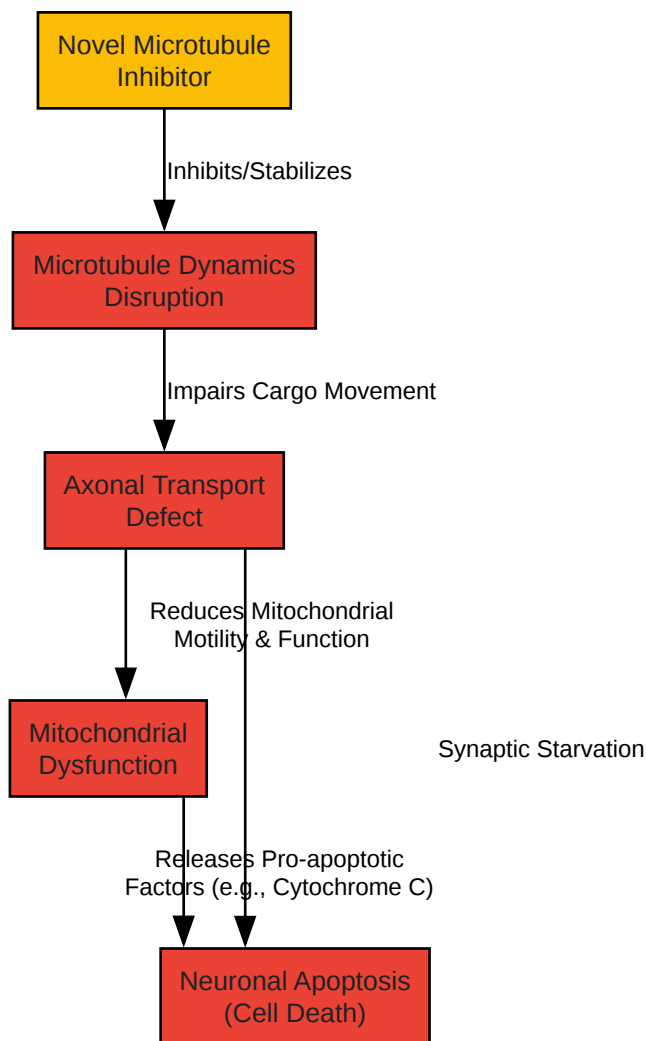 Novel Microtubule
Inhibitor
Inhibits/Stabilizes
Microtubule Dynamics
Disruption
Impairs Cargo Movement
Axonal Transport
Defect
Reduces Mitochondrial
Motility & Function
Mitochondrial
Dysfunction
Synaptic Starvation
Releases Pro-apoptotic
Factors (e.g., Cytochrome C)
Neuronal Apoptosis
(Cell Death)